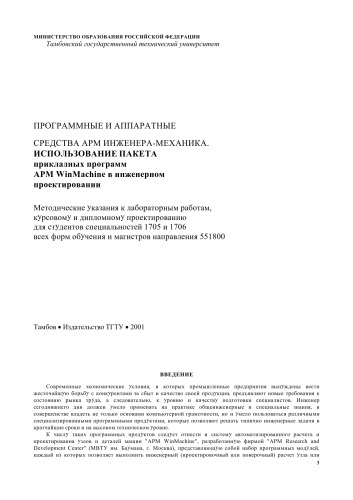 МИНИСТЕРСТВО ОБРАЗОВАНИЯ РОССИЙСКОЙ ФЕДЕРАЦИИ
Тамбовский государственный технический университет
ПРОГРАММНЫЕ И АППАРАТНЫЕ
СРЕДСТВА АРМ ИНЖЕНЕРА-МЕХАНИКА.
ИСПОЛЬЗОВАНИЕ ПАКЕТА
прикладных программ
APM WinMachine в инженерном
проектировании
Методические указания к лабораторным работам,
курсовому и дипломному проектированию
для студентов специальностей 1705 и 1706
всех форм обучения и магистров направления 551800
Тамбов • Издательство ТГТУ • 2001
ВВЕДЕНИЕ
Современные экономические условия, в которых промышленные предприятия вынуждены вести
жесточайшую борьбу с конкурентами за сбыт и качество своей продукции, предъявляют новые требования к
состоянию рынка труда, а следовательно, к уровню и качеству подготовки специалистов. Инженер
сегодняшнего дня должен умело применять на практике общеинженерные и специальные знания, в
совершенстве владеть не только основами компьютерной грамотности, но и умело пользоваться различными
специализированными программными продуктами, которые позволяют решать типично инженерные задачи в
кратчайшие сроки и на высоком техническом уровне.
К числу таких программных продуктов следует отнести и систему автоматизированного расчета и
проектирования узлов и деталей машин "APM WinMachine", разработанную фирмой "APM Research and
Development Center" (МВТУ им. Баумана, г. Москва), представляющую собой набор программных модулей,
каждый из которых позволяет выполнить инженерный (проектировочный или поверочный) расчет узла или
3